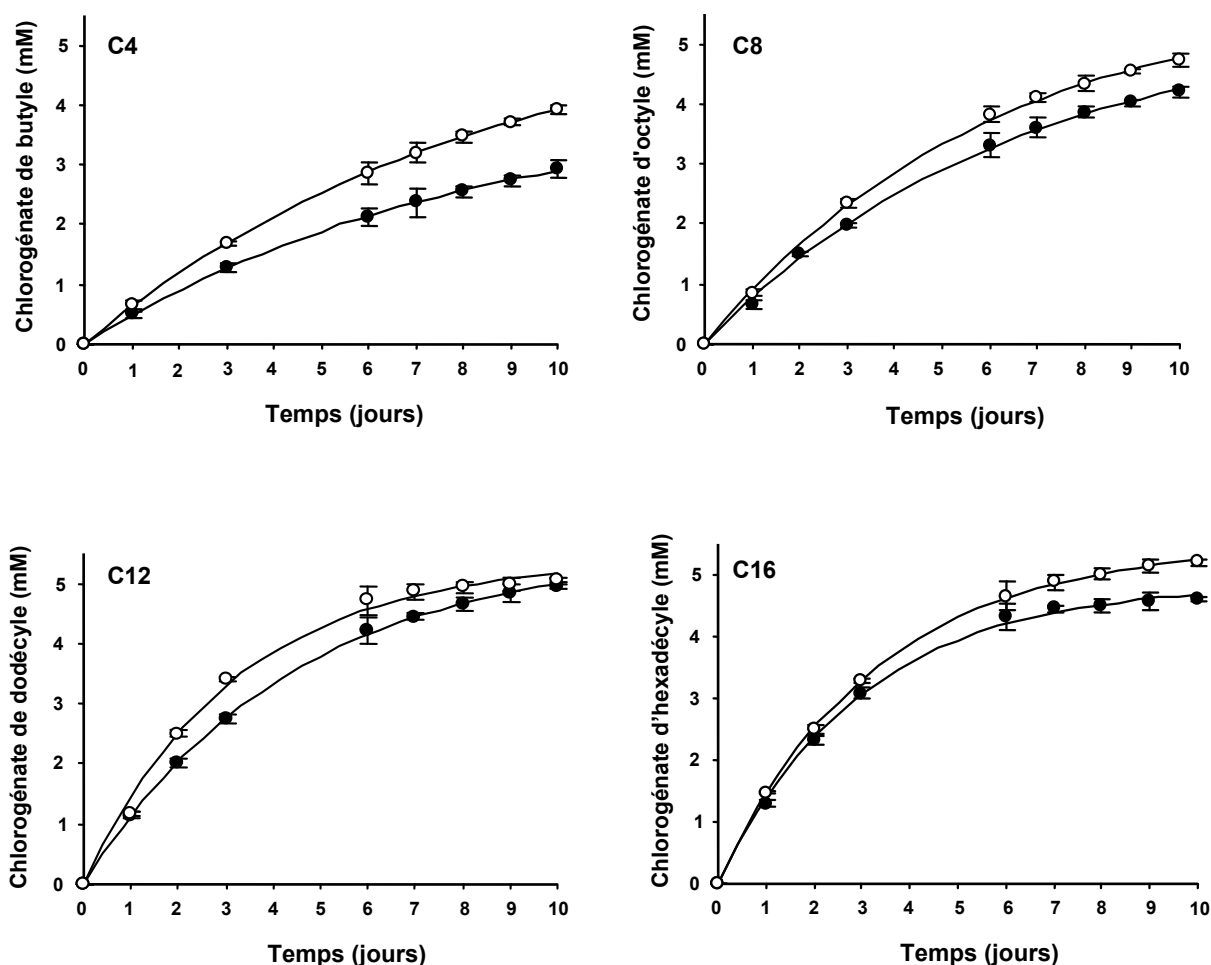 C4
Chlorogénate de butyle (mM)
5
4
3
2
1
0
0 1 2 3 4 5 6 7 8 9 10
Temps (jours)
C8
Chlorogénate d'octyle (mM)
5
4
3
2
1
0
0 1 2 3 4 5 6 7 8 9 10
Temps (jours)
C12
Chlorogénate de dodécyle (mM)
5
4
3
2
1
0
0 1 2 3 4 5 6 7 8 9 10
Temps (jours)
C16
Chlorogénate d’hexadécyle (mM)
5
4
3
2
1
0
0 1 2 3 4 5 6 7 8 9 10
Temps (jours)